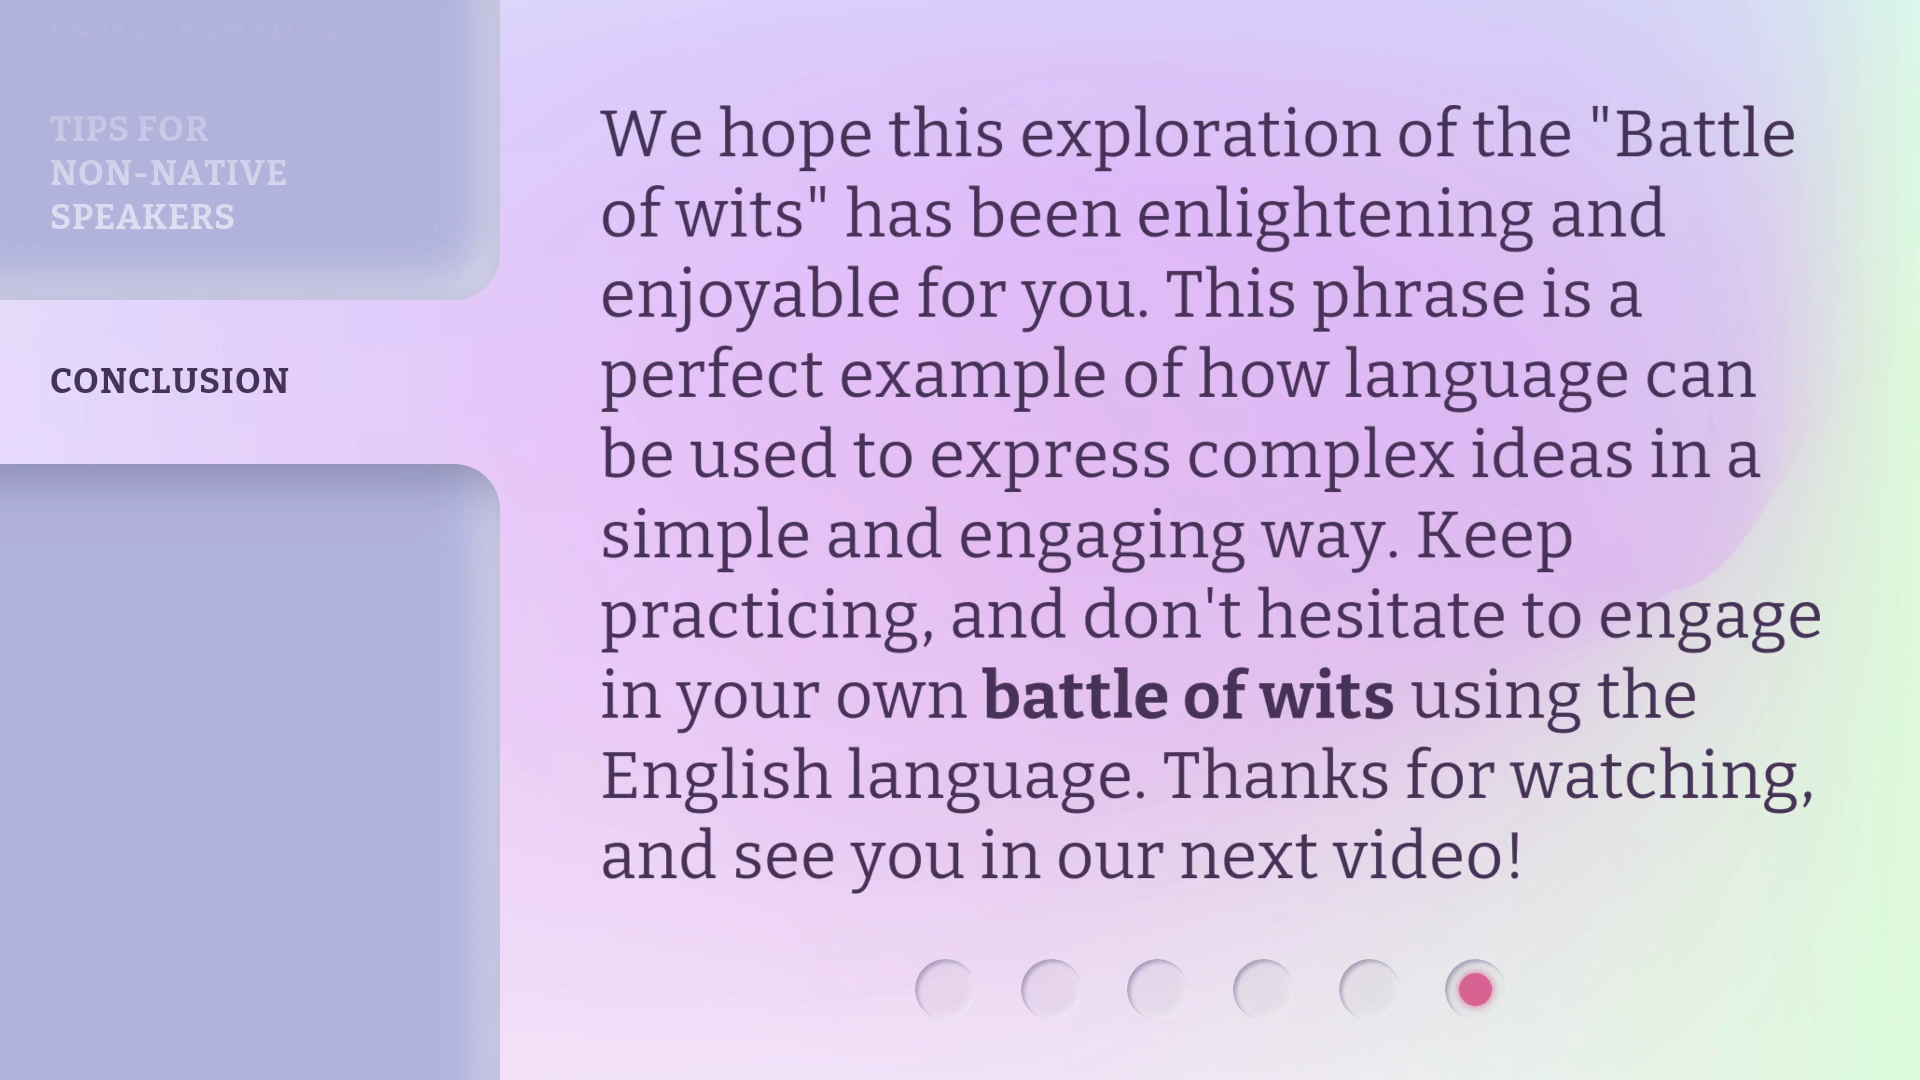 CONVERSATION
TIPS FOR
NON-NATIVE
SPEAKERS
CONCLUSION
We hope this exploration of the "Battle
of wits" has been enlightening and
enjoyable for you. This phrase is a
perfect example of how language can
be used to express complex ideas in a
simple and engaging way. Keep
practicing, and don't hesitate to engage
in your own battle of wits using the
English language. Thanks for watching,
and see you in our next video!